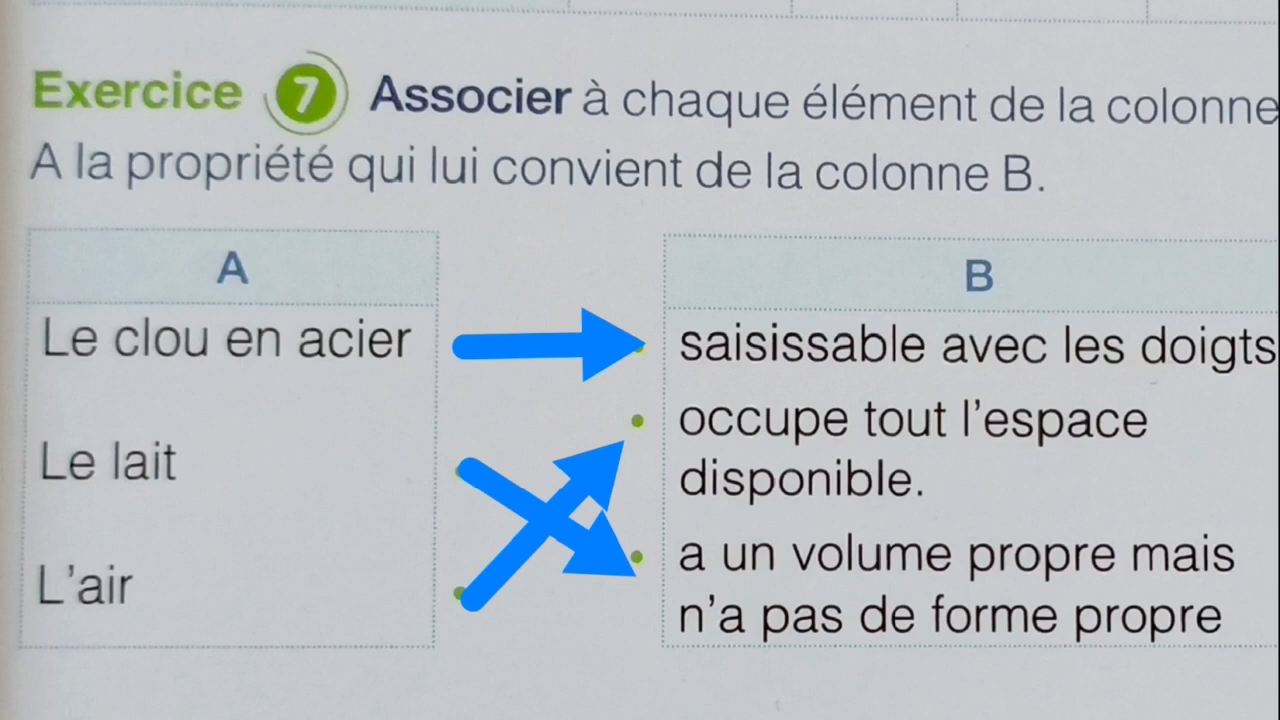 Exercice 7 Associer à chaque élément de la colonne
A la propriété qui lui convient de la colonne B.
A
Le clou en acier
Le lait
L'air
B
saisissable avec les doigts
occupe tout l'espace
disponible.
a un volume propre mais
n'a pas de forme propre